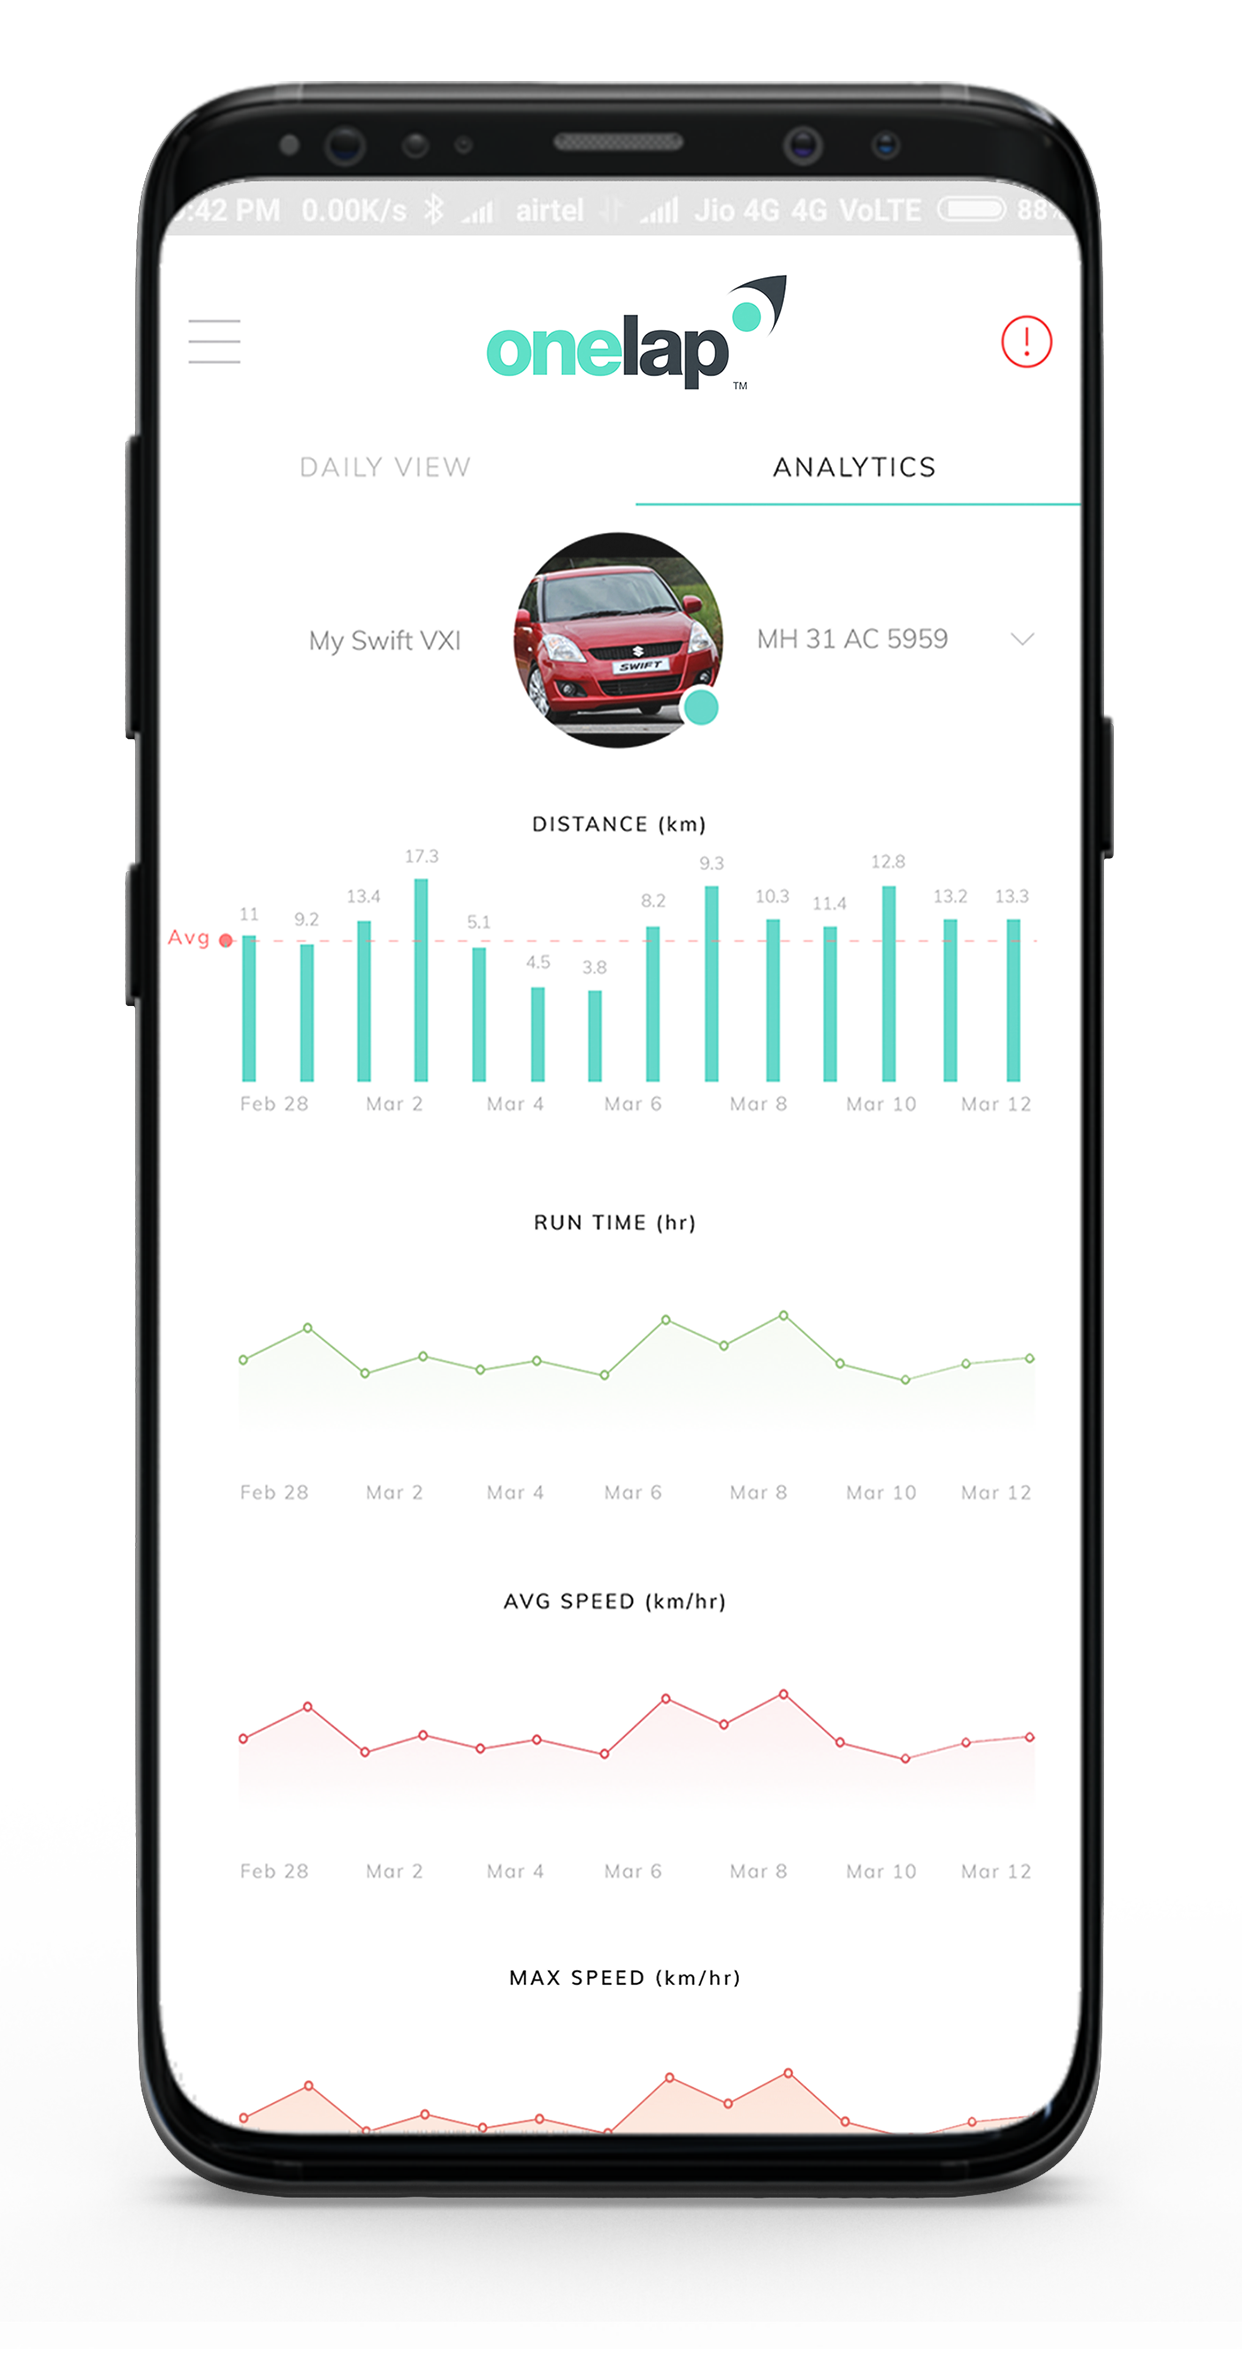 :42 PM 0.00K/s airtel Jio 4G 4G VoLTE 88%
onelap
TM
DAILY VIEW ANALYTICS
My Swift VXI MH 31 AC 5959
SWIFT
DISTANCE (km)
11 9.2 13.4 17.3 5.1 4.5 3.8 8.2 9.3 10.3 11.4 12.8 13.2 13.3
Avg
Feb 28 Mar 2 Mar 4 Mar 6 Mar 8 Mar 10 Mar 12
RUN TIME (hr)
Feb 28 Mar 2 Mar 4 Mar 6 Mar 8 Mar 10 Mar 12
AVG SPEED (km/hr)
Feb 28 Mar 2 Mar 4 Mar 6 Mar 8 Mar 10 Mar 12
MAX SPEED (km/hr)